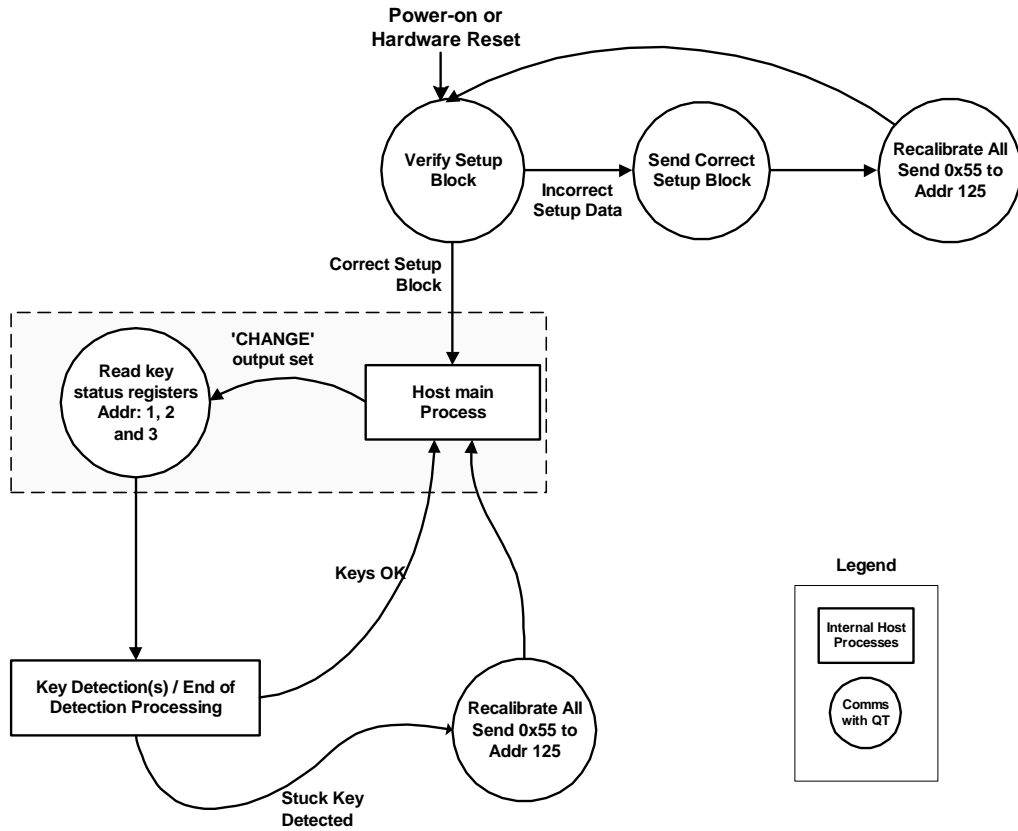 Power-on or
Hardware Reset
Verify Setup
Block
Incorrect
Setup Data
Send Correct
Setup Block
Recalibrate All
Send 0x55 to
Addr 125
Correct Setup
Block
'CHANGE'
output set
Read key
status registers
Addr: 1, 2
and 3
Host main
Process
Keys OK
Key Detection(s) / End of
Detection Processing
Stuck Key
Detected
Recalibrate All
Send 0x55 to
Addr 125
Legend
Internal Host
Processes
Comms
with QT